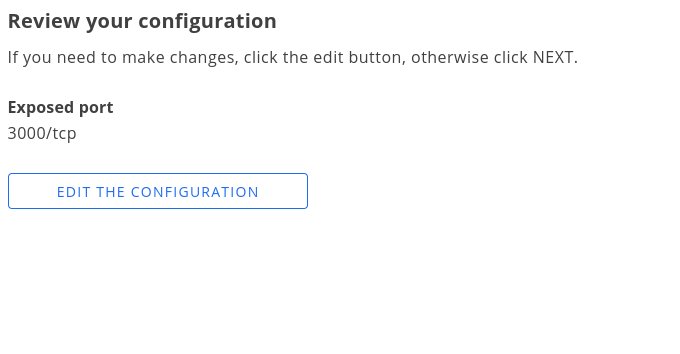 Review your configuration
If you need to make changes, click the edit button, otherwise click NEXT.
Exposed port
3000/tcp
EDIT THE CONFIGURATION